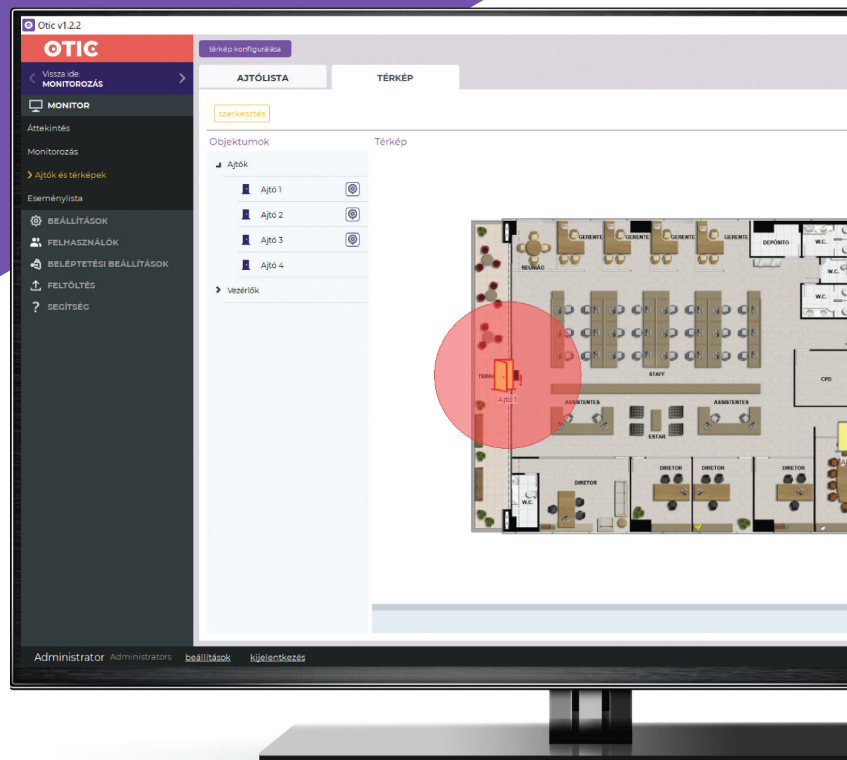 Otic v1.2.2
OTIC
térkép konfigurálása
Vissza ide:
MONITOROZÁS
AJTÓLISTA
TÉRKÉP
MONITOR
szerkesztés
Áttekintés
Objektumok
Térkép
Monitorozás
Ajtók
Ajtók és térképek
Ajtó 1
Eseménylista
Ajtó 2
BEÁLLÍTÁSOK
Ajtó 3
FELHASZNÁLÓK
Ajtó 4
BELÉPTETÉSI BEÁLLÍTÁSOK
Vezérlők
FELTÖLTÉS
? SEGÍTSÉG
GERENTE
GERENTE
GERENTE
GERENTE
DEPÓSITO
W.C.
REUNIÃO
W.C.
W.C.
STAFF
CPD
Ajtó 1
ASSISTENTES
ASSISTENTES
ESTAR
DIRETOR
DIRETOR
DIRETOR
DIRETOR
W.C.
Administrator Administrators beállítások kijelentkezés